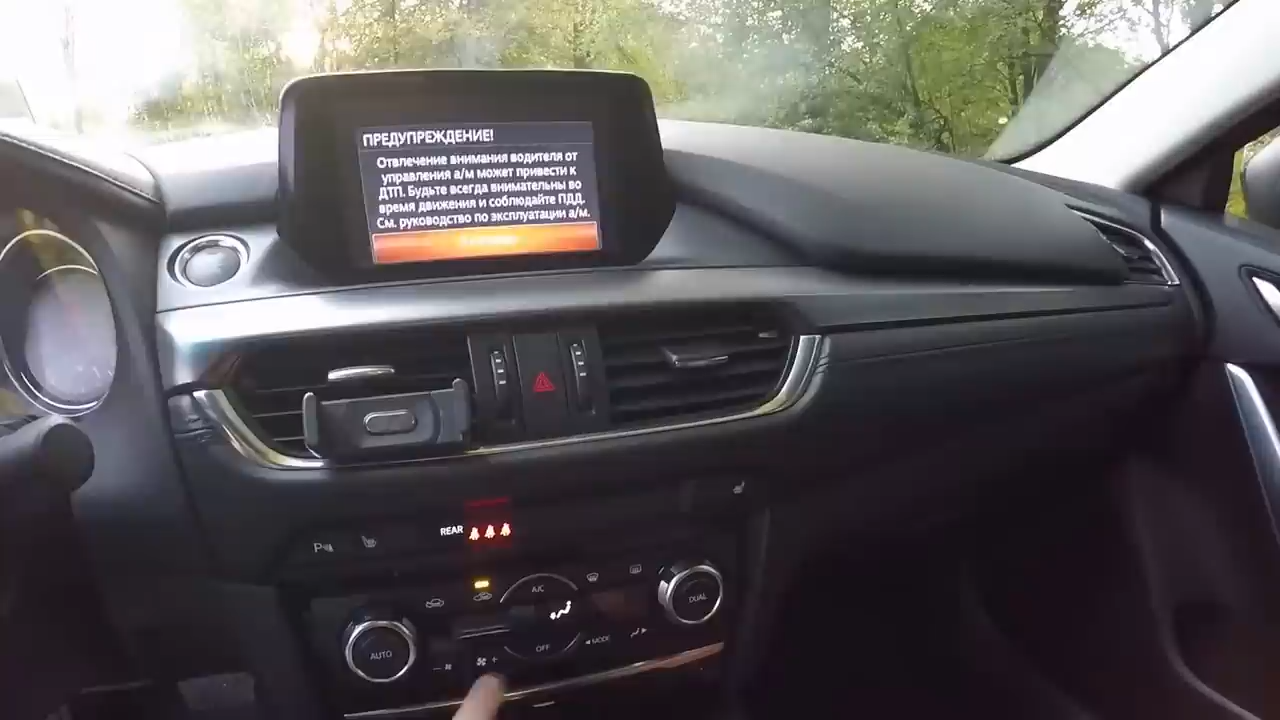 ПРЕДУПРЕЖДЕНИЕ!
Отвлечение внимания водителя от
управления а/м может привести к
ДТП. Будьте всегда внимательны во
время движения и соблюдайте ПДД.
См. руководство по эксплуатации а/м.
REAR
A/C
DUAL
AUTO
OFF
MODE